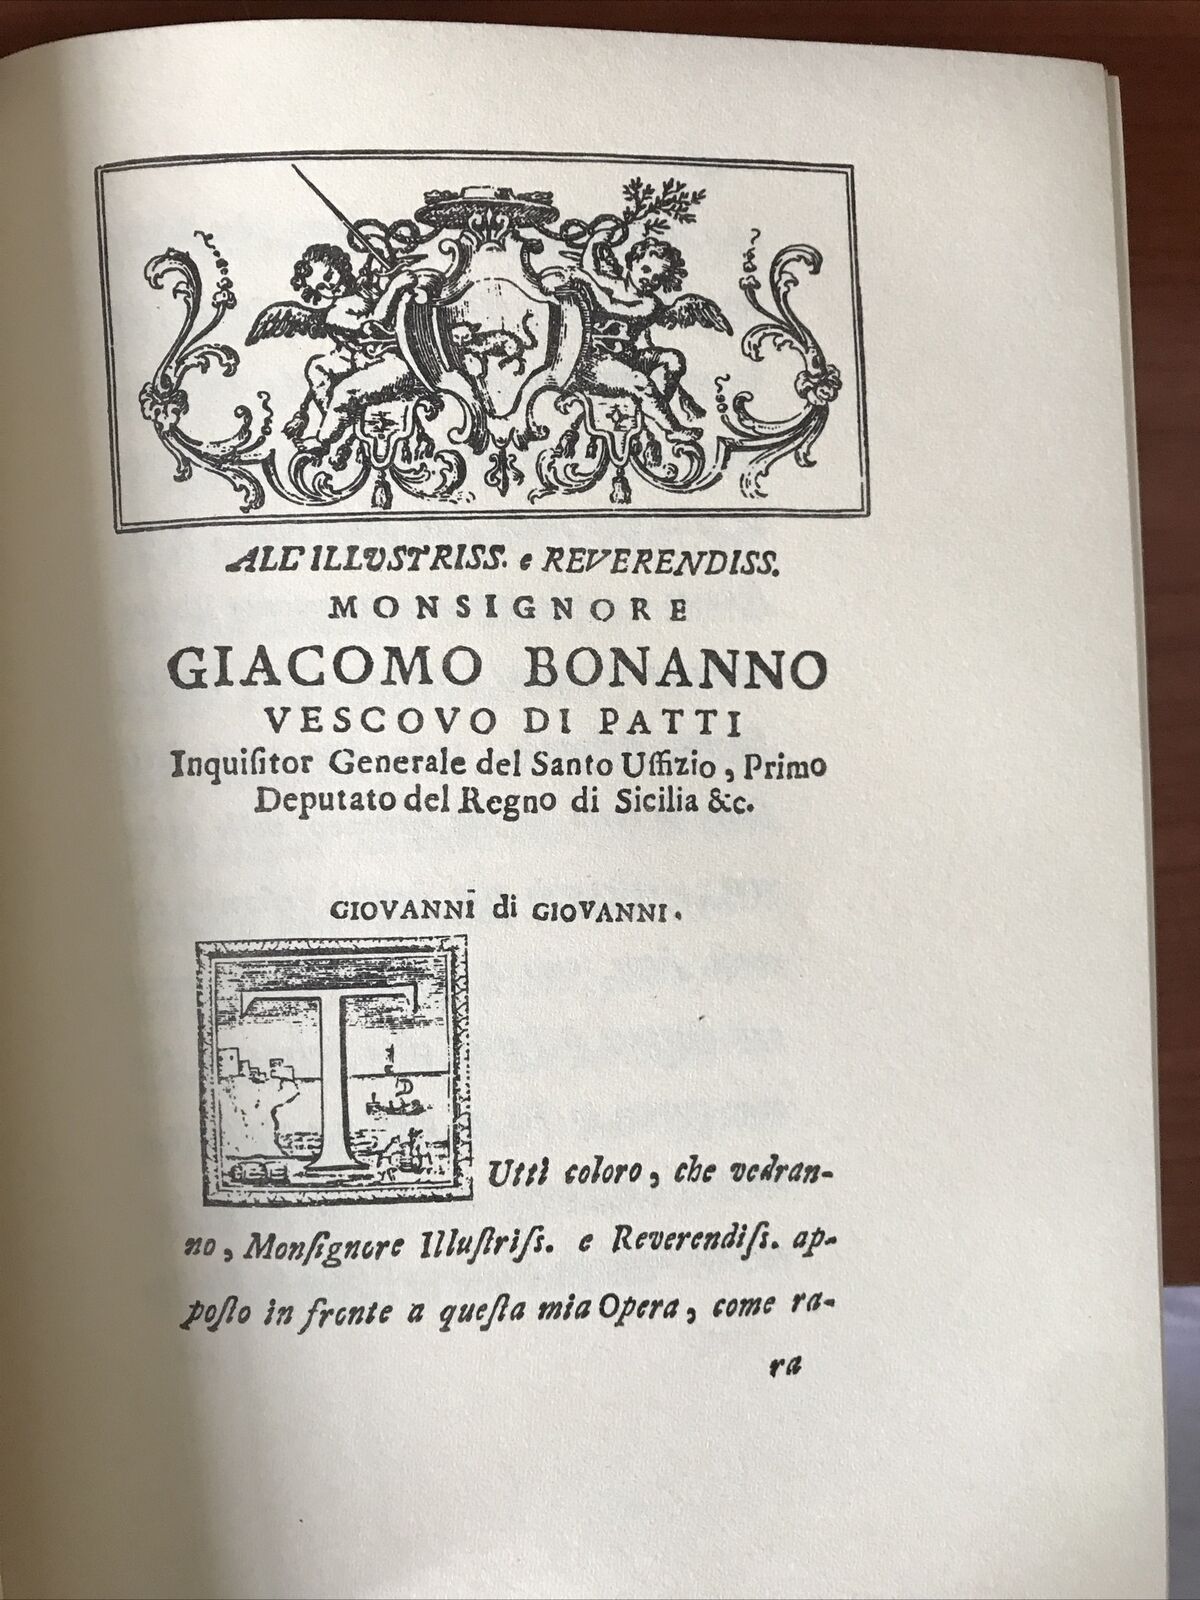 ALL'ILLVSTRISS. e REVERENDISS.
MONSIGNORE
GIACOMO BONANNO
VESCOVO DI PATTI
Inquiſitor Generale del Santo Uffizio, Primo
Deputato del Regno di Sicilia &c.
GIOVANNI di GIOVANNI.
TUtti coloro, che vedran-
no, Monſignore Illuſtriſs. e Reverendiſs. ap-
poſto in fronte a queſta mia Opera, come ra-
ra